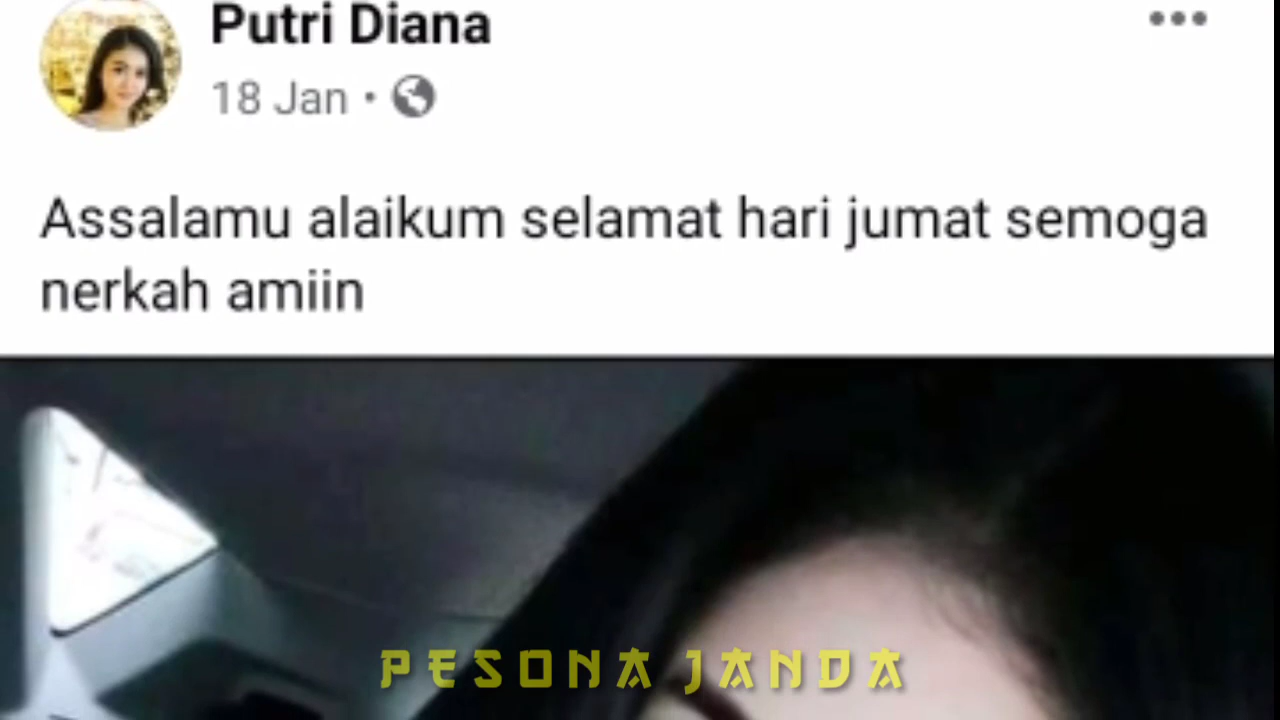 Putri Diana
18 Jan •
Assalamu alaikum selamat hari jumat semoga
nerkah amiin
PESONA JANDA